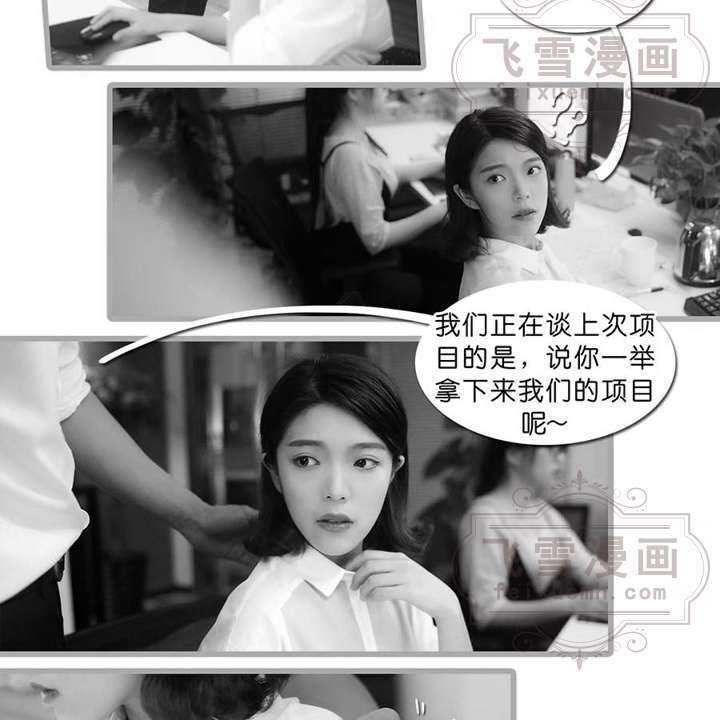 飞雪漫画
??
我们正在谈上次项
目的是，说你一举
拿下来我们的项目
呢～
飞雪漫画